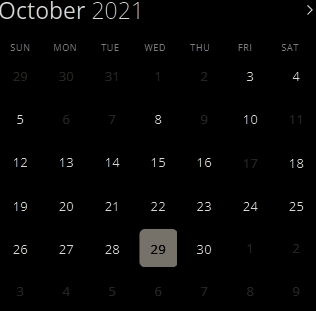 October 2021
SUN MON TUE WED THU FRI SAT
29 30 31 1 2 3 4
5 6 7 8 9 10 11
12 13 14 15 16 17 18
19 20 21 22 23 24 25
26 27 28 29 30 1 2
3 4 5 6 7 8 9